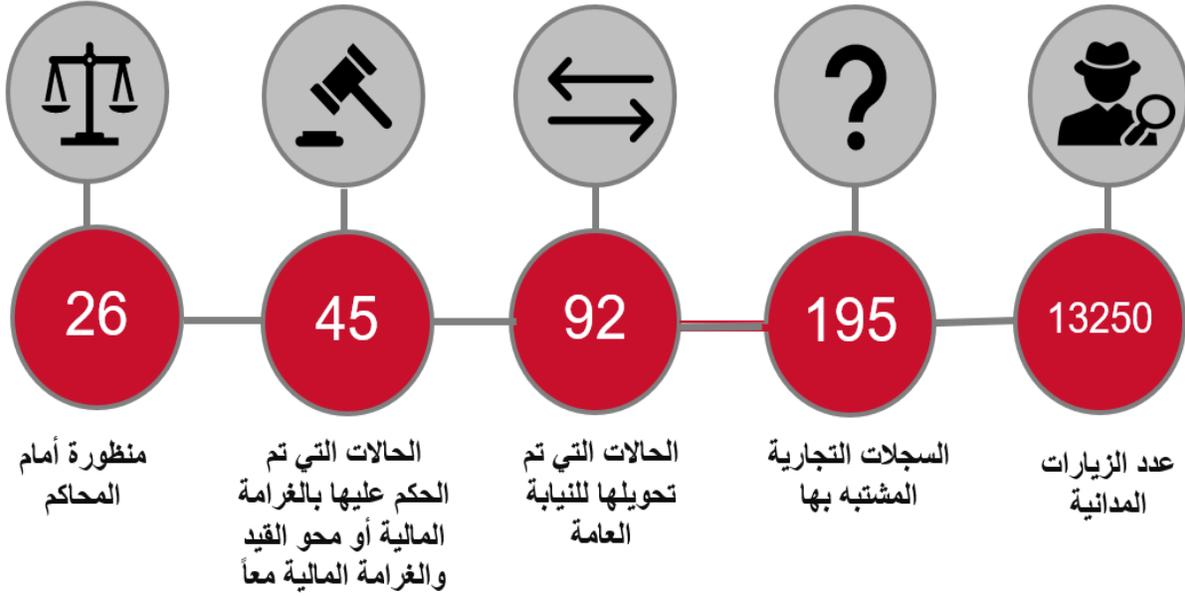 13250
عدد الزيارات
المدانية
195
السجلات التجارية
المشتبه بها
92
الحالات التي تم
تحويلها للنيابة
العامة
45
الحالات التي تم
الحكم عليها بالغرامة
المالية أو محو القيد
والغرامة المالية معاً
26
منظورة أمام
المحاكم